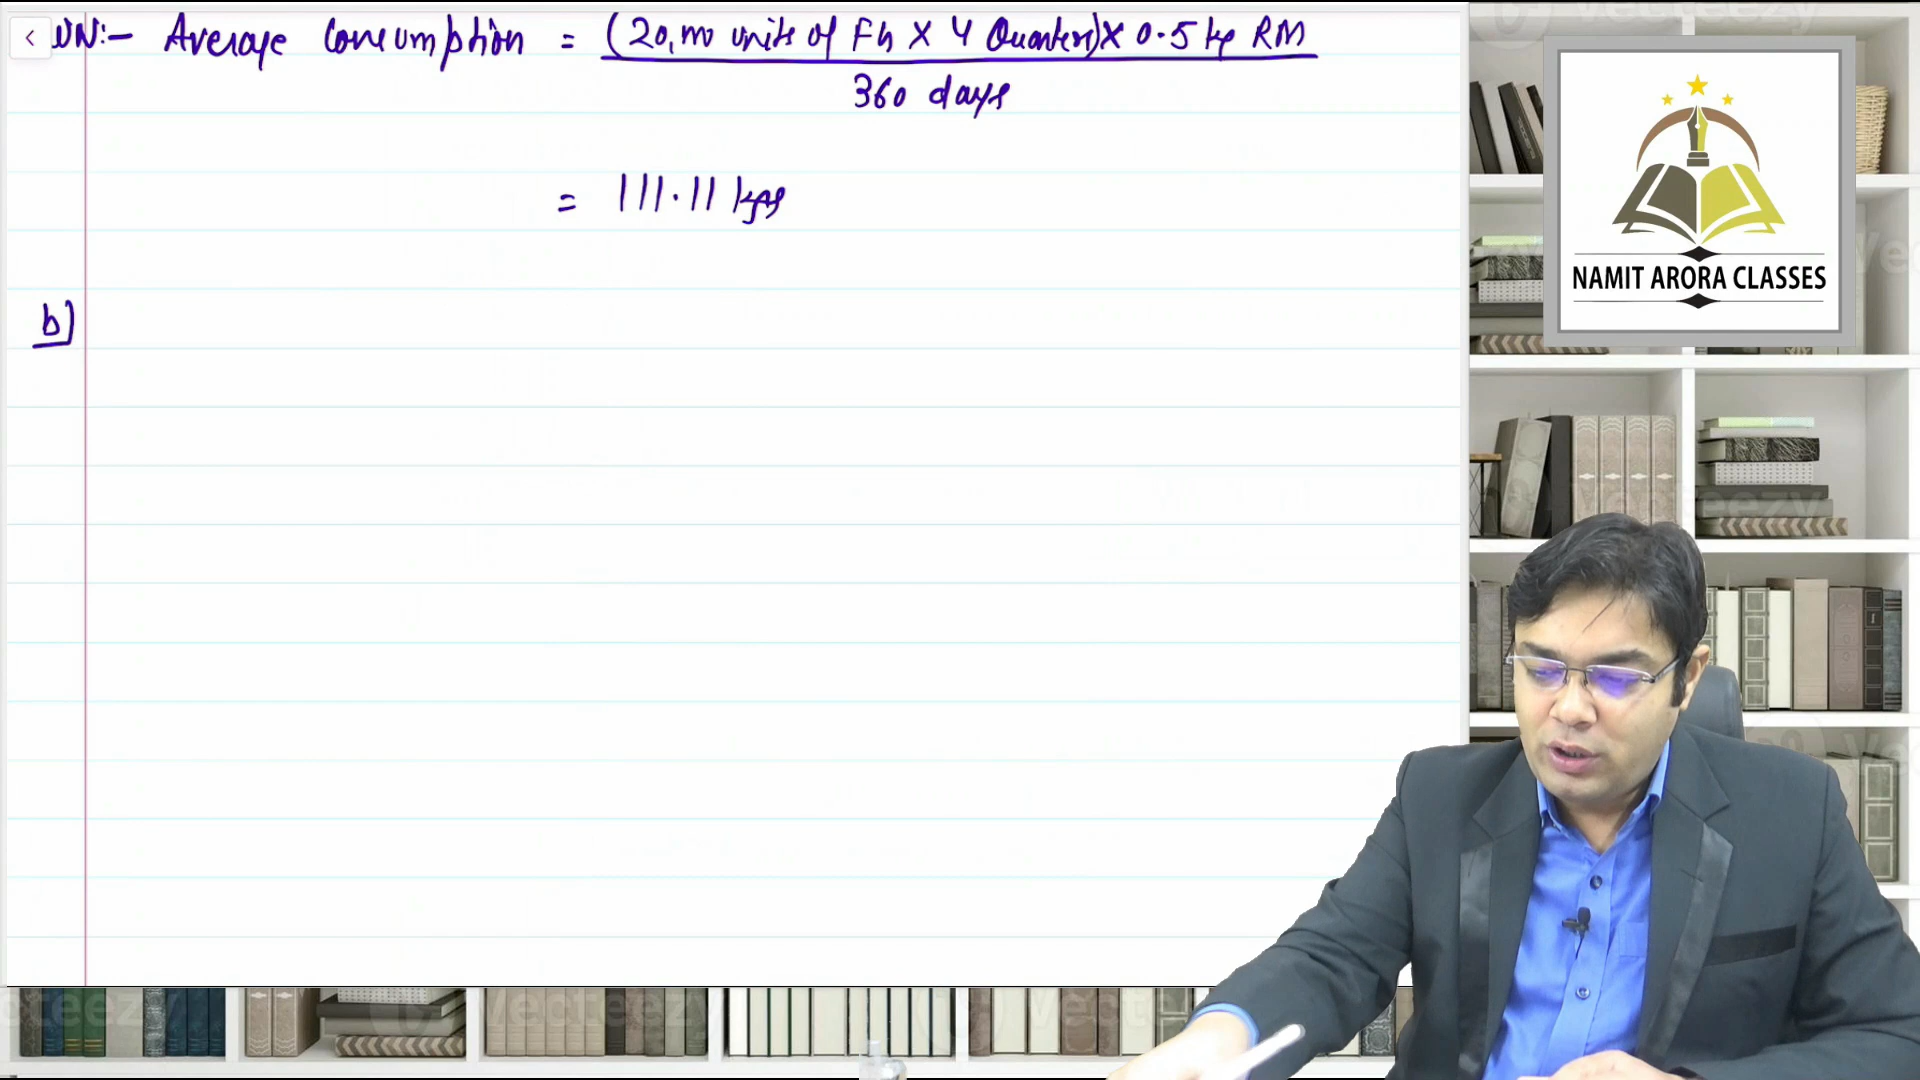 WN:- Average Consumption = (20,000 units of FG X 4 Quarters) X 0.5 kg RM
360 days
= 111.11 kgs
b)
NAMIT ARORA CLASSES